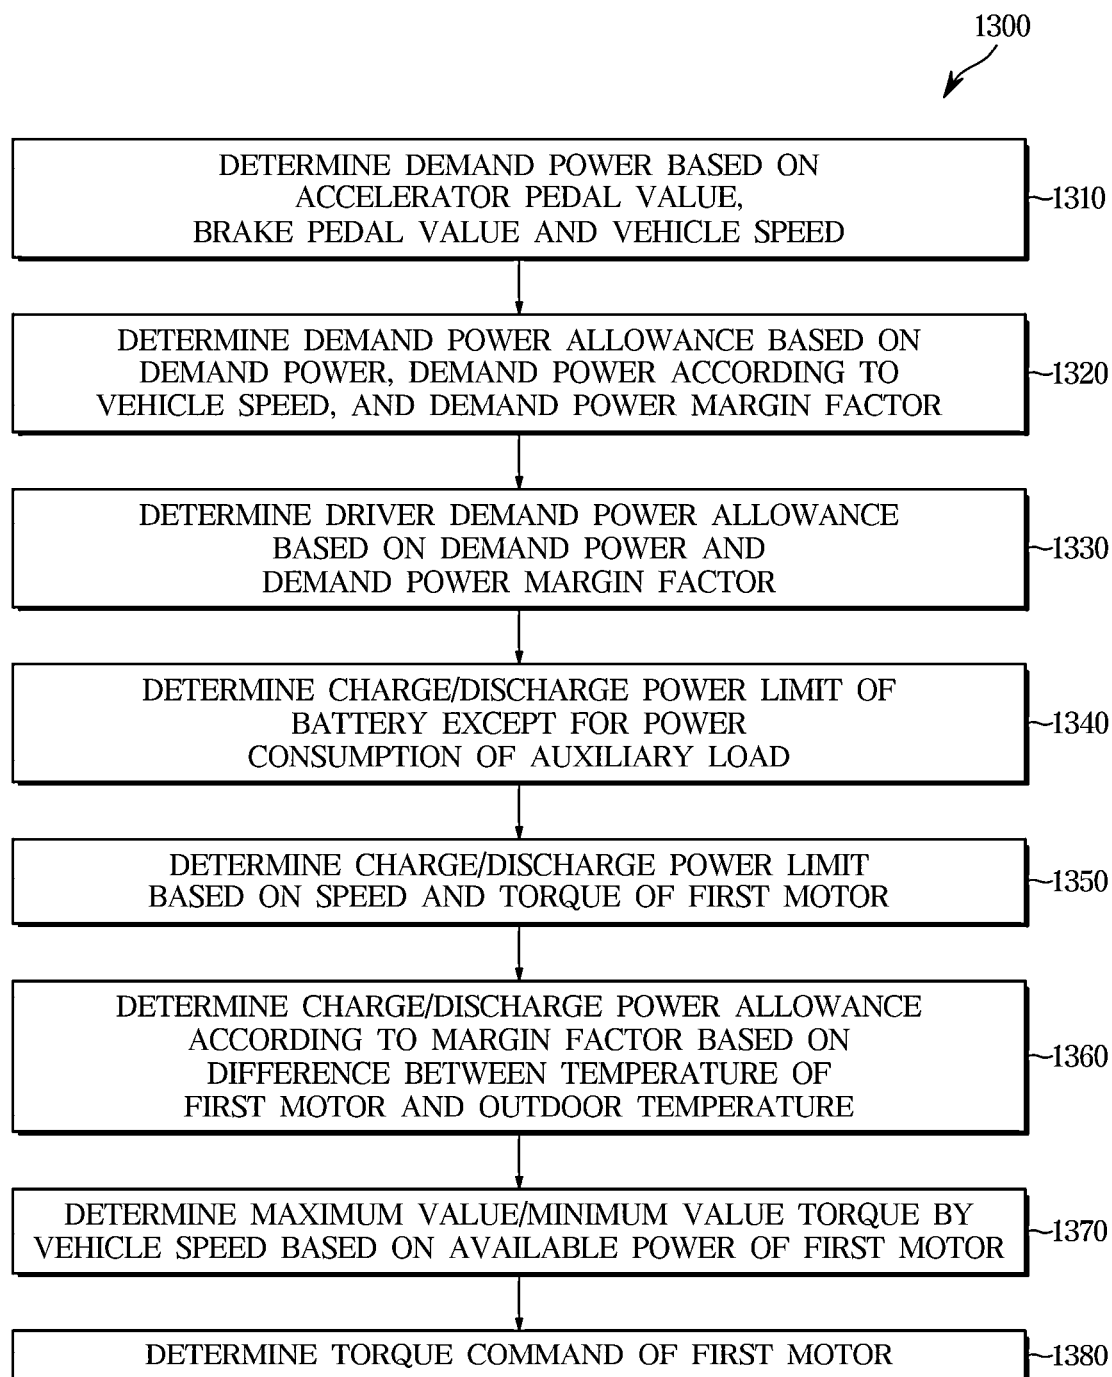 1300
DETERMINE DEMAND POWER BASED ON
ACCELERATOR PEDAL VALUE,
BRAKE PEDAL VALUE AND VEHICLE SPEED
1310
DETERMINE DEMAND POWER ALLOWANCE BASED ON
DEMAND POWER, DEMAND POWER ACCORDING TO
VEHICLE SPEED, AND DEMAND POWER MARGIN FACTOR
1320
DETERMINE DRIVER DEMAND POWER ALLOWANCE
BASED ON DEMAND POWER AND
DEMAND POWER MARGIN FACTOR
1330
DETERMINE CHARGE/DISCHARGE POWER LIMIT OF
BATTERY EXCEPT FOR POWER
CONSUMPTION OF AUXILIARY LOAD
1340
DETERMINE CHARGE/DISCHARGE POWER LIMIT
BASED ON SPEED AND TORQUE OF FIRST MOTOR
1350
DETERMINE CHARGE/DISCHARGE POWER ALLOWANCE
ACCORDING TO MARGIN FACTOR BASED ON
DIFFERENCE BETWEEN TEMPERATURE OF
FIRST MOTOR AND OUTDOOR TEMPERATURE
1360
DETERMINE MAXIMUM VALUE/MINIMUM VALUE TORQUE BY
VEHICLE SPEED BASED ON AVAILABLE POWER OF FIRST MOTOR
1370
DETERMINE TORQUE COMMAND OF FIRST MOTOR
1380